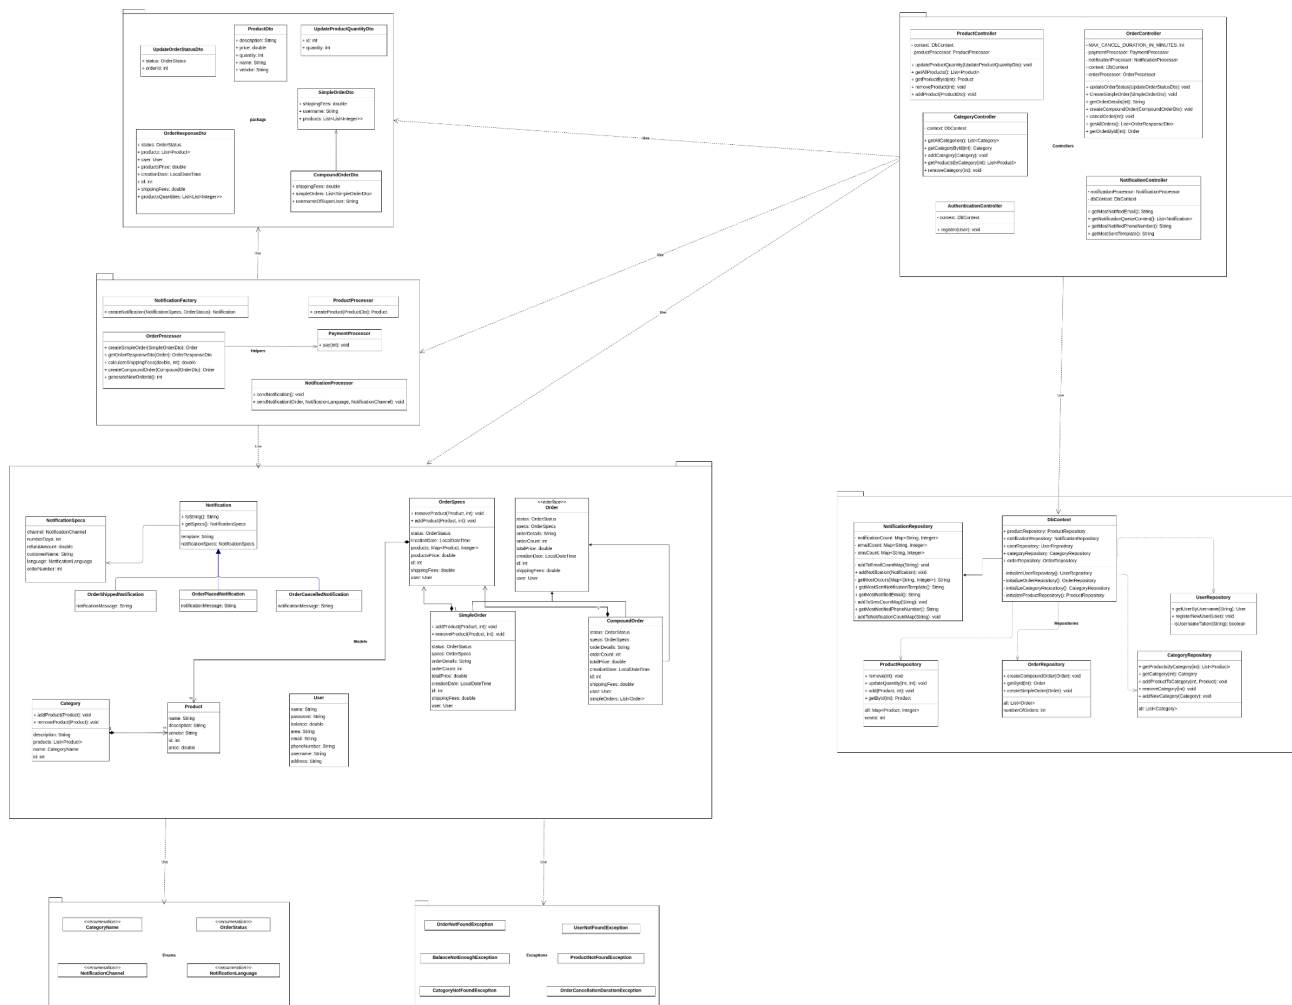 ProductDto
+ description: String
+ price: double
+ quantity: int
+ name: String
+ vendor: String
UpdateProductQuantityDto
+ id: int
+ quantity: int
UpdateOrderStatusDto
+ status: OrderStatus
+ orderId: int
SimpleOrderDto
+ shippingFees: double
+ username: String
+ products: List<List<Integer>>
package
OrderResponseDto
+ status: OrderStatus
+ products: List<Product>
+ user: User
+ productsPrice: double
+ creationDate: LocalDateTime
+ id: int
+ shippingFees: double
+ productsQuantities: List<List<Integer>>
CompoundOrderDto
+ shippingFees: double
+ simpleOrders: List<SimpleOrderDto>
+ usernameOfSuperUser: String
ProductController
- context: DbContext
- productProcessor: ProductProcessor
+ updateProductQuantity(UpdateProductQuantityDto): void
+ getAllProducts(): List<Product>
+ getProductById(int): Product
+ removeProduct(int): void
+ addProduct(ProductDto): void
OrderController
- MAX_CANCEL_DURATION_IN_MINUTES: int
- paymentProcessor: PaymentProcessor
- notificationProcessor: NotificationProcessor
- context: DbContext
- orderProcessor: OrderProcessor
+ updateOrderStatus(UpdateOrderStatusDto): void
+ CreateSimpleOrder(SimpleOrderDto): void
+ getOrderDetails(int): String
+ createCompoundOrder(CompoundOrderDto): void
+ cancelOrder(int): void
+ getAllOrders(): List<OrderResponseDto>
+ getOrderById(int): Order
CategoryController
- context: DbContext
+ getAllCategories(): List<Category>
+ getCategoryById(int): Category
+ addCategory(Category): void
+ getProductsByCategory(int): List<Product>
+ removeCategory(int): void
Controllers
NotificationController
- notificationProcessor: NotificationProcessor
- dbContext: DbContext
+ getMostNotifiedEmail(): String
+ getNotificationQueueContent(): List<Notification>
+ getMostNotifiedPhoneNumber(): String
+ getMostSentTemplate(): String
AuthenticationController
- context: DbContext
+ register(User): void
Use
Use
Use
Use
Use
NotificationFactory
+ createNotification(NotificationSpecs, OrderStatus): Notification
ProductProcessor
+ createProduct(ProductDto): Product
OrderProcessor
+ createSimpleOrder(SimpleOrderDto): Order
+ getOrderResponseDto(Order): OrderResponseDto
+ calculateShippingFees(double, int): double
+ createCompoundOrder(CompoundOrderDto): Order
+ generateNewOrderId(): int
PaymentProcessor
+ pay(int): void
Helpers
NotificationProcessor
+ sendNotification(): void
+ sendNotification(Order, NotificationLanguage, NotificationChannel): void
Use
NotificationSpecs
channel: NotificationChannel
numberDays: int
refundAmount: double
customerName: String
language: NotificationLanguage
orderNumber: int
Notification
+ toString(): String
+ getSpecs(): NotificationSpecs
template: String
notificationSpecs: NotificationSpecs
OrderShippedNotification
notificationMessage: String
OrderPlacedNotification
notificationMessage: String
OrderCancelledNotification
notificationMessage: String
OrderSpecs
+ removeProduct(Product, int): void
+ addProduct(Product, int): void
status: OrderStatus
creationDate: LocalDateTime
products: Map<Product, Integer>
productsPrice: double
id: int
shippingFees: double
user: User
<<interface>>
Order
status: OrderStatus
specs: OrderSpecs
orderDetails: String
orderCount: int
totalPrice: double
creationDate: LocalDateTime
id: int
shippingFees: double
user: User
SimpleOrder
+ addProduct(Product, int): void
+ removeProduct(Product, int): void
status: OrderStatus
specs: OrderSpecs
orderDetails: String
orderCount: int
totalPrice: double
creationDate: LocalDateTime
id: int
shippingFees: double
user: User
CompoundOrder
status: OrderStatus
specs: OrderSpecs
orderDetails: String
orderCount: int
totalPrice: double
creationDate: LocalDateTime
id: int
shippingFees: double
user: User
simpleOrders: List<Order>
Models
Category
+ addProduct(Product): void
+ removeProduct(Product): void
description: String
products: List<Product>
name: CategoryName
id: int
Product
name: String
description: String
vendor: String
id: int
price: double
User
name: String
password: String
balance: double
area: String
email: String
phoneNumber: String
username: String
address: String
NotificationRepository
- notificationCount: Map<String, Integer>
- emailCount: Map<String, Integer>
- smsCount: Map<String, Integer>
- addToEmailCountMap(String): void
+ addNotification(Notification): void
- getMostOccurs(Map<String, Integer>): String
+ getMostSentNotificationTemplate(): String
+ getMostNotifiedEmail(): String
- addToSmsCountMap(String): void
+ getMostNotifiedPhoneNumber(): String
- addToNotificationCountMap(String): void
DbContext
+ productRepository: ProductRepository
+ notificationRepository: NotificationRepository
+ userRepository: UserRepository
+ categoryRepository: CategoryRepository
+ orderRepository: OrderRepository
- initializeUserRepository(): UserRepository
- initializeOrderRepository(): OrderRepository
- initializeCategoryRepository(): CategoryRepository
- initializeProductRepository(): ProductRepository
UserRepository
+ getUserByUsername(String): User
+ registerNewUser(User): void
- isUsernameTaken(String): boolean
Repositories
ProductRepository
+ remove(int): void
+ updateQuantity(int, int): void
+ add(Product, int): void
+ getById(int): Product
all: Map<Product, Integer>
OrderRepository
+ createCompoundOrder(Order): void
+ getById(int): Order
+ createSimpleOrder(Order): void
all: List<Order>
numberOfOrders: int
CategoryRepository
+ getProductsByCategory(int): List<Product>
+ getCategory(int): Category
+ addProductToCategory(int, Product): void
+ removeCategory(int): void
+ addNewCategory(Category): void
all: List<Category>
Use
Use
<<enumeration>>
CategoryName
<<enumeration>>
OrderStatus
Enums
<<enumeration>>
NotificationChannel
<<enumeration>>
NotificationLanguage
OrderNotFoundException
UserNotFoundException
BalanceNotEnoughException
Exceptions
ProductNotFoundException
CategoryNotFoundException
OrderCancellationDurationException